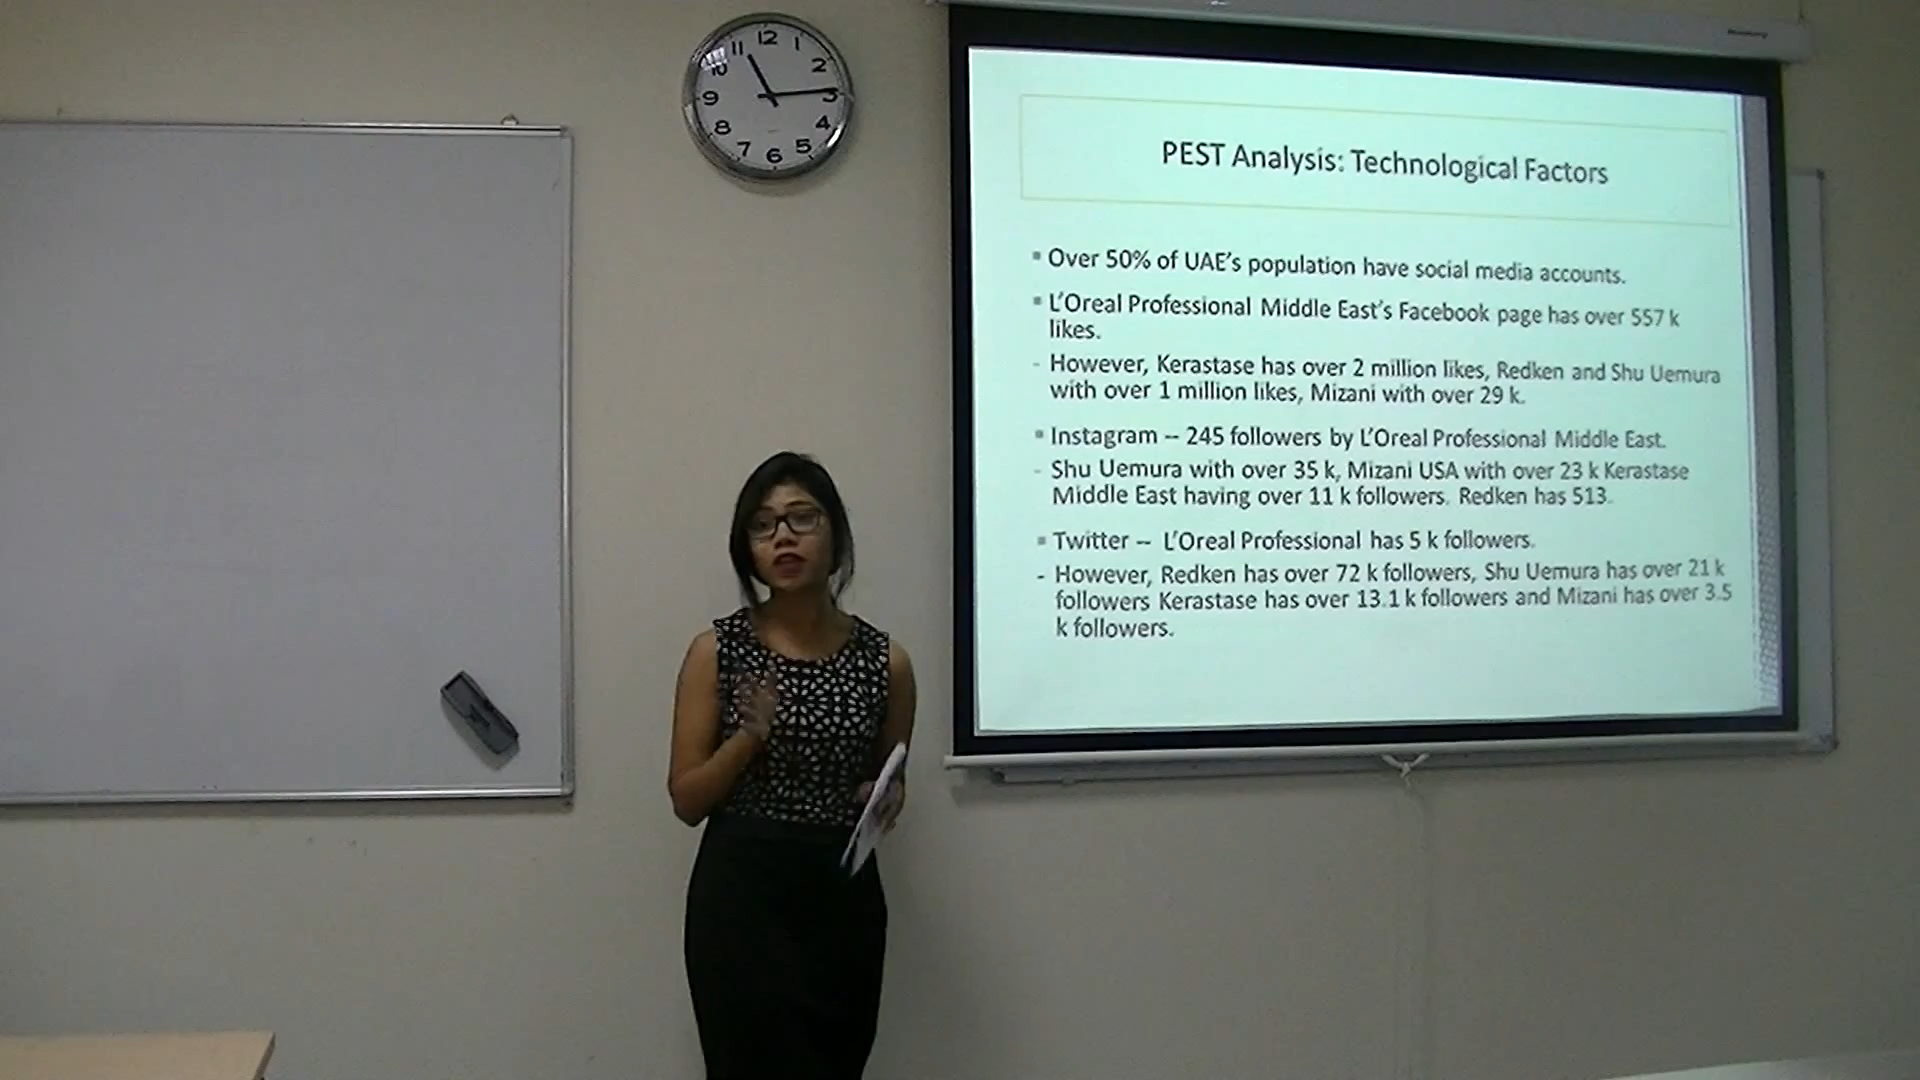 12
11 1
10 2
9 3
8 4
7 6 5
PEST Analysis: Technological Factors
Over 50% of UAE's population have social media accounts.
L'Oreal Professional Middle East's Facebook page has over 557 k
likes.
- However, Kerastase has over 2 million likes, Redken and Shu Uemura
with over 1 million likes, Mizani with over 29 k.
Instagram – 245 followers by L'Oreal Professional Middle East.
- Shu Uemura with over 35 k, Mizani USA with over 23 k Kerastase
Middle East having over 11 k followers. Redken has 513.
Twitter – L'Oreal Professional has 5 k followers.
- However, Redken has over 72 k followers, Shu Uemura has over 21 k
followers Kerastase has over 13.1 k followers and Mizani has over 3.5
k followers.